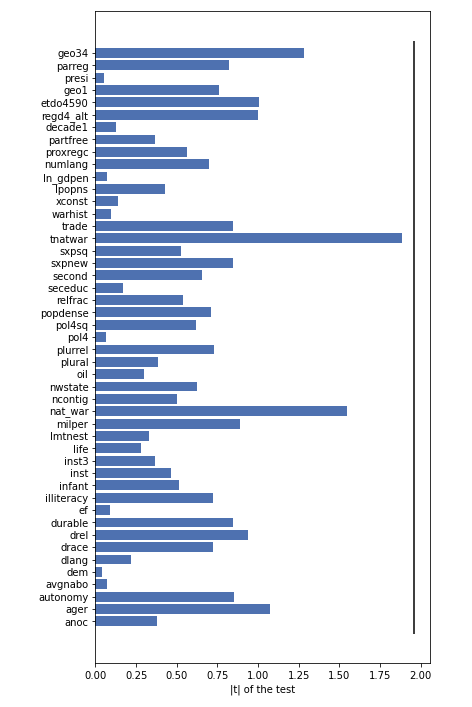 geo34
parreg
presi
geo1
etdo4590
regd4_alt
decade1
partfree
proxregc
numlang
ln_gdpen
lpopns
xconst
warhist
trade
tnatwar
sxpsq
sxpnew
second
seceduc
relfrac
popdense
pol4sq
pol4
plurrel
plural
oil
nwstate
ncontig
nat_war
milper
lmtnest
life
inst3
inst
infant
illiteracy
ef
durable
drel
drace
dlang
dem
avgnabo
autonomy
ager
anoc
0.00 0.25 0.50 0.75 1.00 1.25 1.50 1.75 2.00
|t| of the test